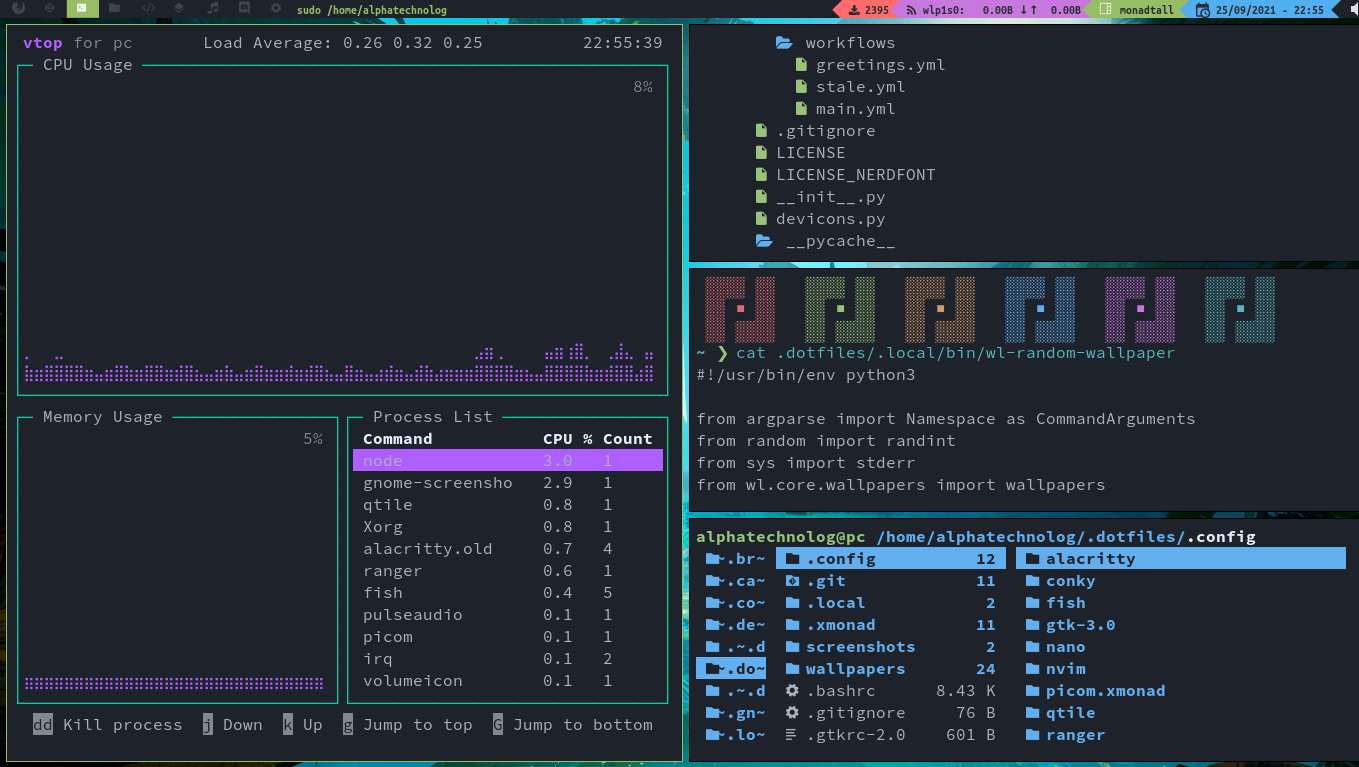 sudo /home/alphatechnolog
2395
wlp1s0: 0.00B ↓↑ 0.00B
monadtall
25/09/2021 - 22:55
vtop for pc Load Average: 0.26 0.32 0.25 22:55:39
CPU Usage
8%
Memory Usage
5%
Process List
Command CPU % Count
node 3.0 1
gnome-screensho 2.9 1
qtile 0.8 1
Xorg 0.8 1
alacritty.old 0.7 4
ranger 0.6 1
fish 0.4 5
pulseaudio 0.1 1
picom 0.1 1
irq 0.1 2
volumeicon 0.1 1
dd Kill process j Down k Up g Jump to top G Jump to bottom
workflows
greetings.yml
stale.yml
main.yml
.gitignore
LICENSE
LICENSE_NERDFONT
__init__.py
devicons.py
__pycache__
~ ❯ cat .dotfiles/.local/bin/wl-random-wallpaper
#!/usr/bin/env python3
from argparse import Namespace as CommandArguments
from random import randint
from sys import stderr
from wl.core.wallpapers import wallpapers
alphatechnolog@pc /home/alphatechnolog/.dotfiles/.config
~.br~ .config 12 alacritty
~.ca~ .git 11 conky
~.co~ .local 2 fish
~.de~ .xmonad 11 gtk-3.0
.~.d screenshots 2 nano
~.do~ wallpapers 24 nvim
.~.d .bashrc 8.43 K picom.xmonad
~.gn~ .gitignore 76 B qtile
~.lo~ .gtkrc-2.0 601 B ranger